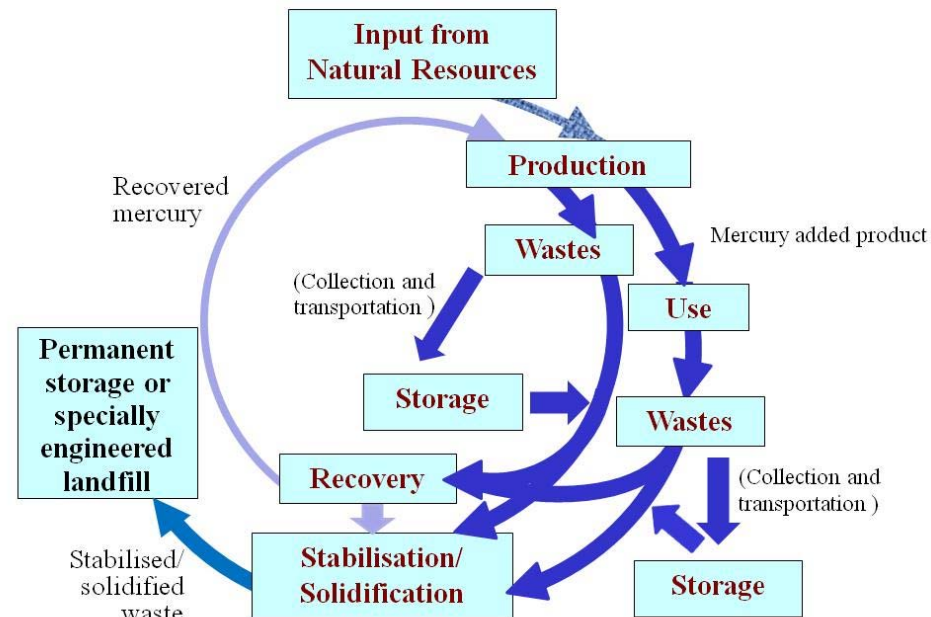 Input from
Natural Resources
Production
Recovered
mercury
Wastes
Mercury added product
(Collection and
transportation )
Use
Permanent
storage or
specially
engineered
landfill
Storage
Wastes
Recovery
(Collection and
transportation )
Stabilisation/
Solidification
Stabilised/
solidified
waste
Storage